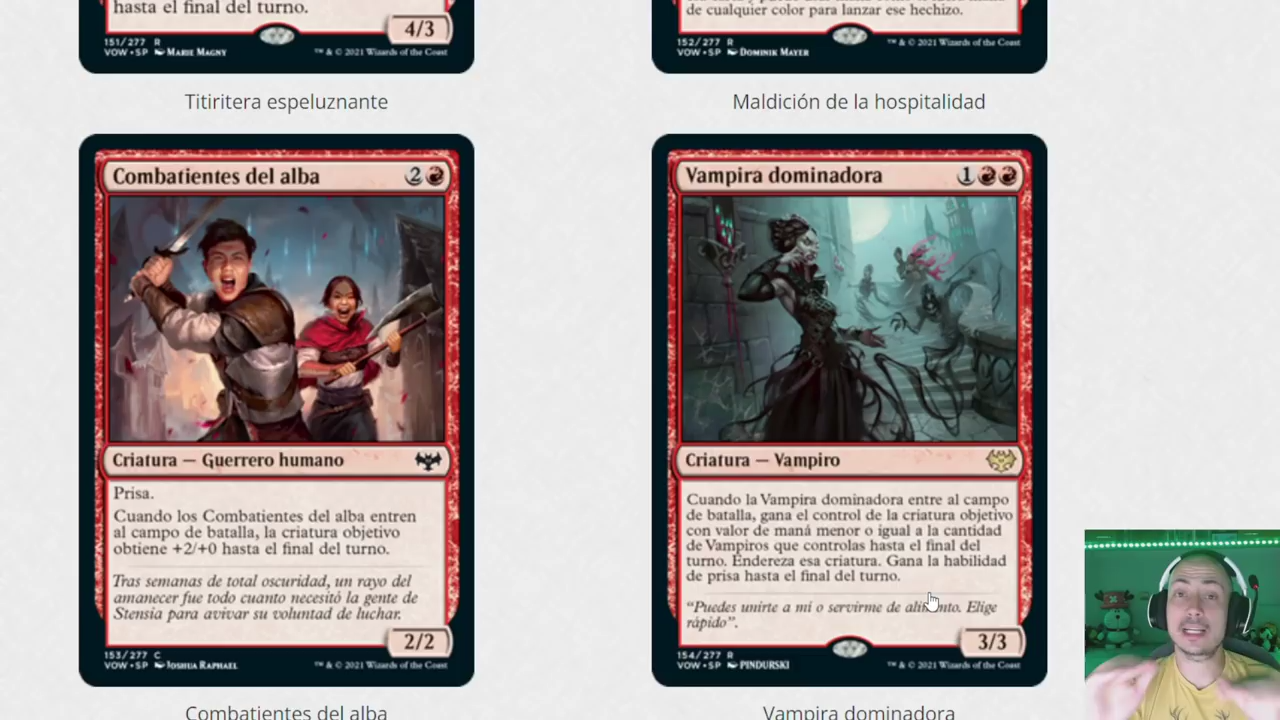 hasta el final del turno.
4/3
151/277 R
VOW • SP MARIE MAGNY
™ & © 2021 Wizards of the Coast
de cualquier color para lanzar ese hechizo.
152/277 R
VOW • SP DOMINIK MAYER
™ & © 2021 Wizards of the Coast
Titiritera espeluznante
Maldición de la hospitalidad
Combatientes del alba
2
Criatura — Guerrero humano
Prisa.
Cuando los Combatientes del alba entren
al campo de batalla, la criatura objetivo
obtiene +2/+0 hasta el final del turno.
Tras semanas de total oscuridad, un rayo del
amanecer fue todo cuanto necesitó la gente de
Stensia para avivar su voluntad de luchar.
2/2
153/277 C
VOW • SP JOSHUA RAPHAEL
™ & © 2021 Wizards of the Coast
Combatientes del alba
Vampira dominadora
1
Criatura — Vampiro
Cuando la Vampira dominadora entre al campo
de batalla, gana el control de la criatura objetivo
con valor de maná menor o igual a la cantidad
de Vampiros que controlas hasta el final del
turno. Endereza esa criatura. Gana la habilidad
de prisa hasta el final del turno.
“Puedes unirte a mí o servirme de alimento. Elige
rápido”.
3/3
154/277 R
VOW • SP PINDURSKI
™ & © 2021 Wizards of the Coast
Vampira dominadora